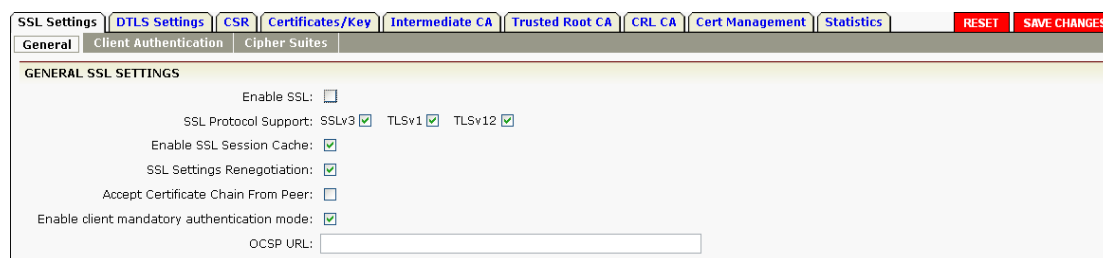 SSL Settings DTLS Settings CSR Certificates/Key Intermediate CA Trusted Root CA CRL CA Cert Management Statistics RESET SAVE CHANGES
General Client Authentication Cipher Suites
GENERAL SSL SETTINGS
Enable SSL:
SSL Protocol Support: SSLv3 TLSv1 TLSv12
Enable SSL Session Cache:
SSL Settings Renegotiation:
Accept Certificate Chain From Peer:
Enable client mandatory authentication mode:
OCSP URL: